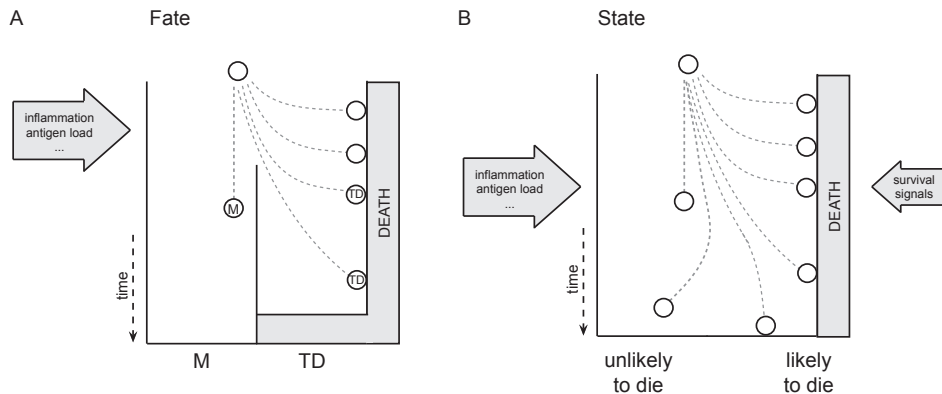 A
Fate
inflammation
antigen load
...
TD
M
TD
DEATH
time
M
TD
B
State
inflammation
antigen load
...
DEATH
survival
signals
time
unlikely
to die
likely
to die